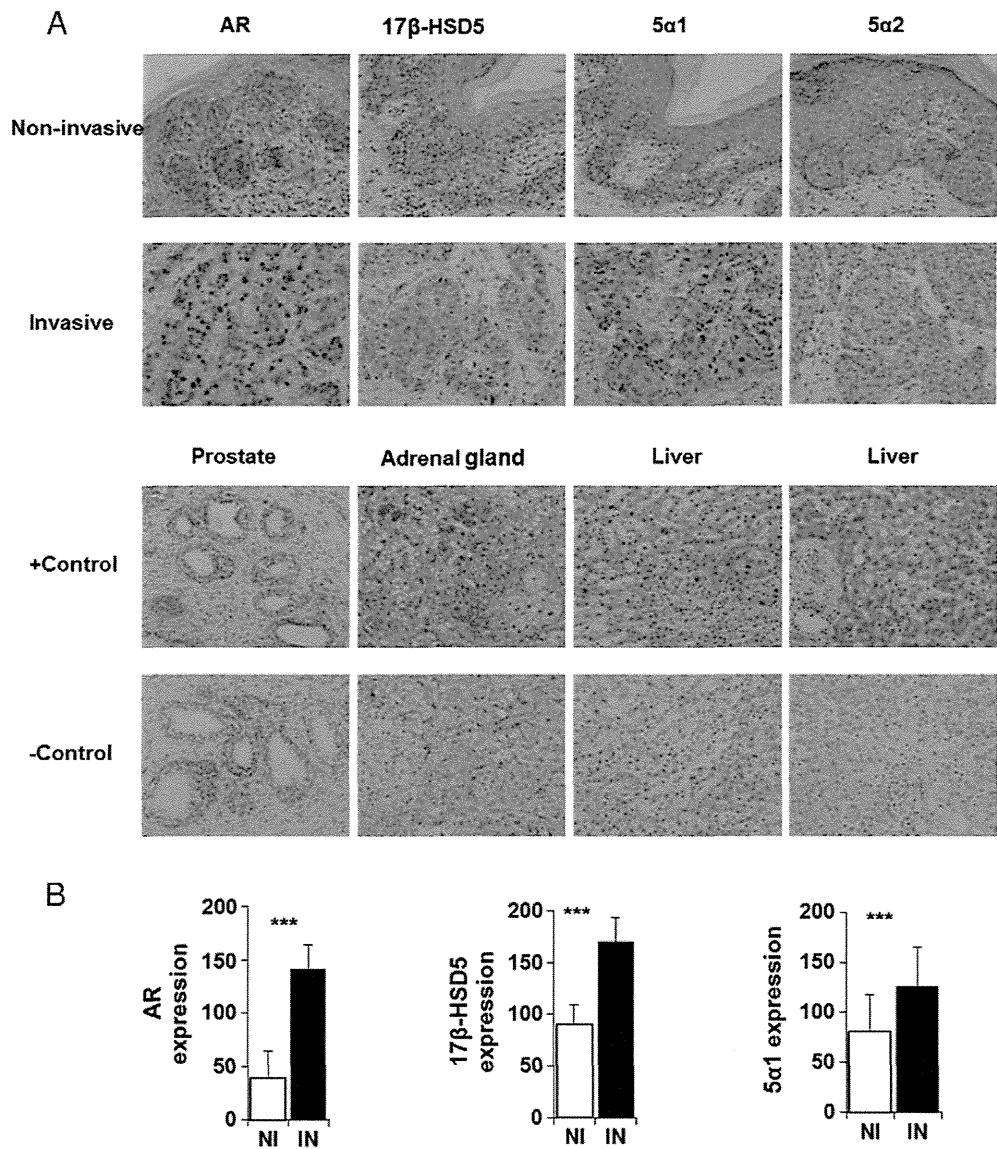 A
AR 17β-HSD5 5α1 5α2
Non-invasive
Invasive
Prostate Adrenal gland Liver Liver
+Control
-Control
B
AR
expression
200
150
100
50
0
***
NI IN
17β-HSD5
expression
200
150
100
50
0
***
NI IN
5α1 expression
200
150
100
50
0
***
NI IN